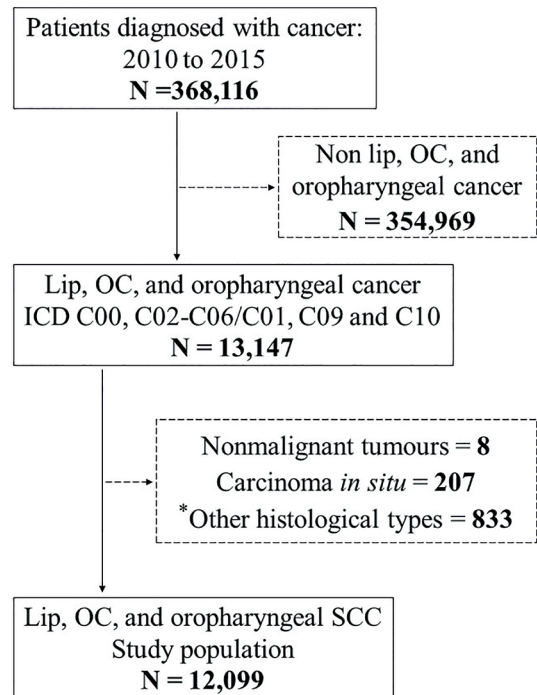 Patients diagnosed with cancer:
2010 to 2015
N =368,116
Non lip, OC, and
oropharyngeal cancer
N = 354,969
Lip, OC, and oropharyngeal cancer
ICD C00, C02-C06/C01, C09 and C10
N = 13,147
Nonmalignant tumours = 8
Carcinoma in situ = 207
*Other histological types = 833
Lip, OC, and oropharyngeal SCC
Study population
N = 12,099